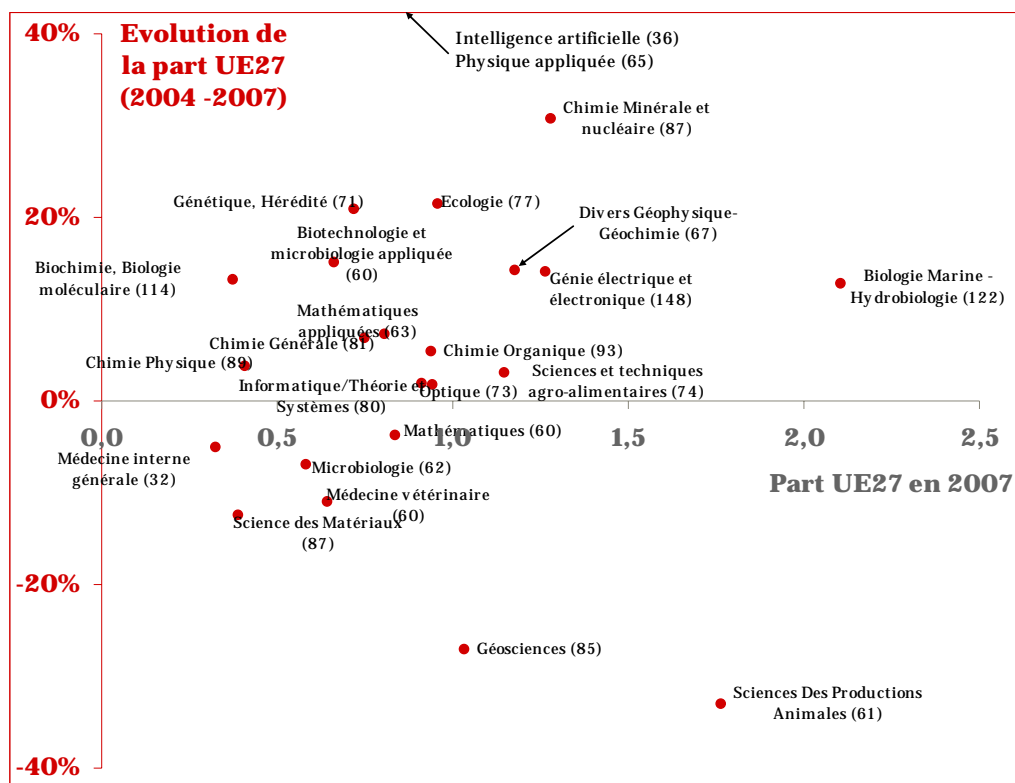 40%
Evolution de
la part UE27
(2004 -2007)
Intelligence artificielle (36)
Physique appliquée (65)
Chimie Minérale et
nucléaire (87)
20%
Génétique, Hérédité (71)
Ecologie (77)
Divers Géophysique-
Géochimie (67)
Biotechnologie et
microbiologie appliquée
(60)
Biochimie, Biologie
moléculaire (114)
Génie électrique et
électronique (148)
Biologie Marine -
Hydrobiologie (122)
Mathématiques
appliquées (63)
Chimie Générale (81)
Chimie Physique (89)
Chimie Organique (93)
Sciences et techniques
agro-alimentaires (74)
Informatique/Théorie et
Systèmes (80)
Optique (73)
0%
0,0
0,5
1,0
1,5
2,0
2,5
Mathématiques (60)
Médecine interne
générale (32)
Microbiologie (62)
Part UE27 en 2007
Médecine vétérinaire
(60)
Science des Matériaux
(87)
-20%
Géosciences (85)
Sciences Des Productions
Animales (61)
-40%